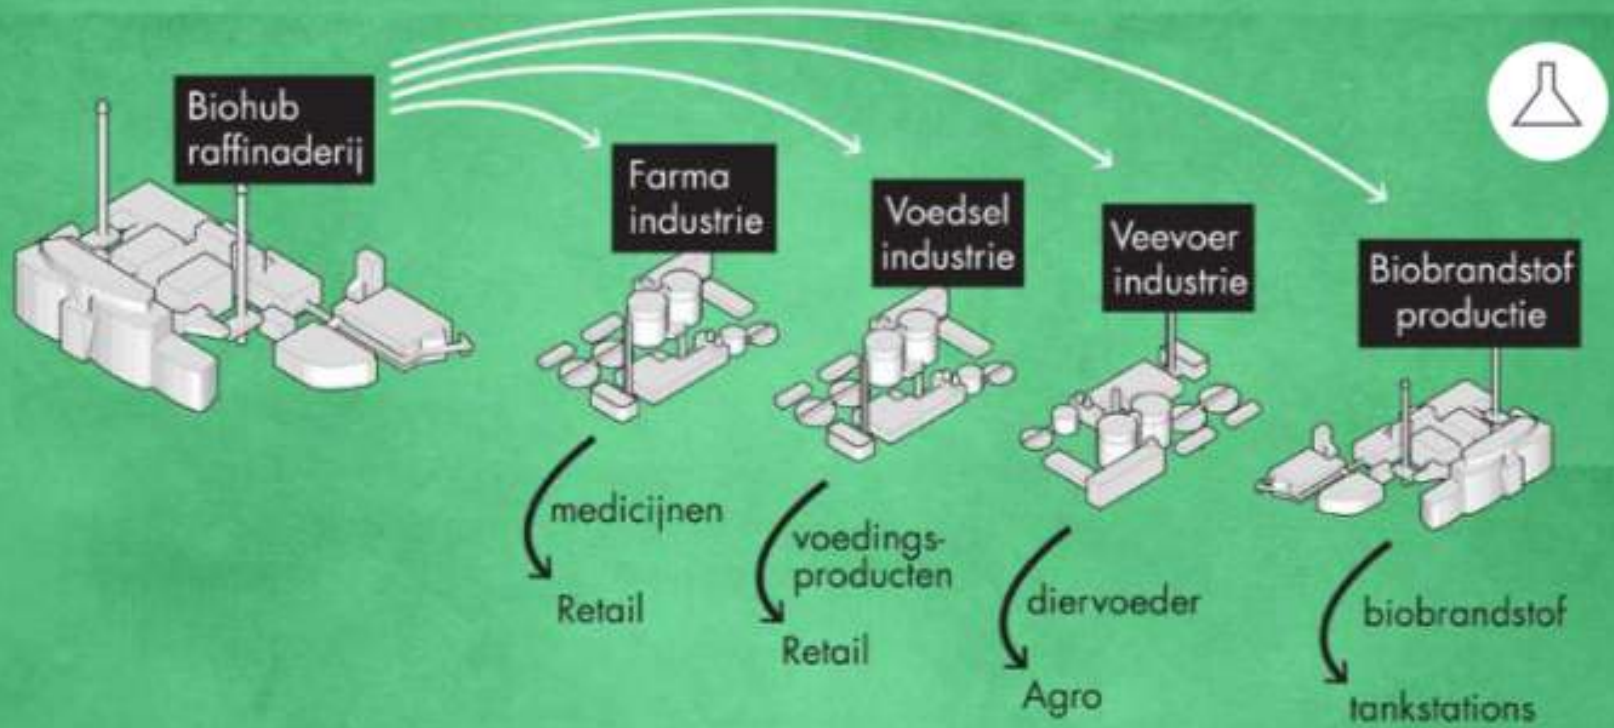 Biohub
raffinaderij
Farma
industrie
Voedsel
industrie
Veevoer
industrie
Biobrandstof
productie
medicijnen
Retail
voedings-
producten
Retail
diervoeder
Agro
biobrandstof
tankstations